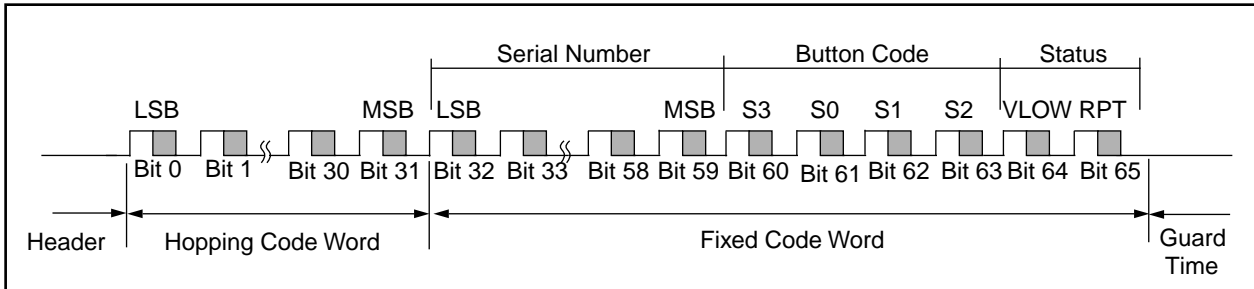 Serial Number Button Code Status
LSB MSB LSB MSB S3 S0 S1 S2 VLOW RPT
Bit 0 Bit 1 Bit 30 Bit 31 Bit 32 Bit 33 Bit 58 Bit 59 Bit 60 Bit 61 Bit 62 Bit 63 Bit 64 Bit 65
Header Hopping Code Word Fixed Code Word Guard
Time